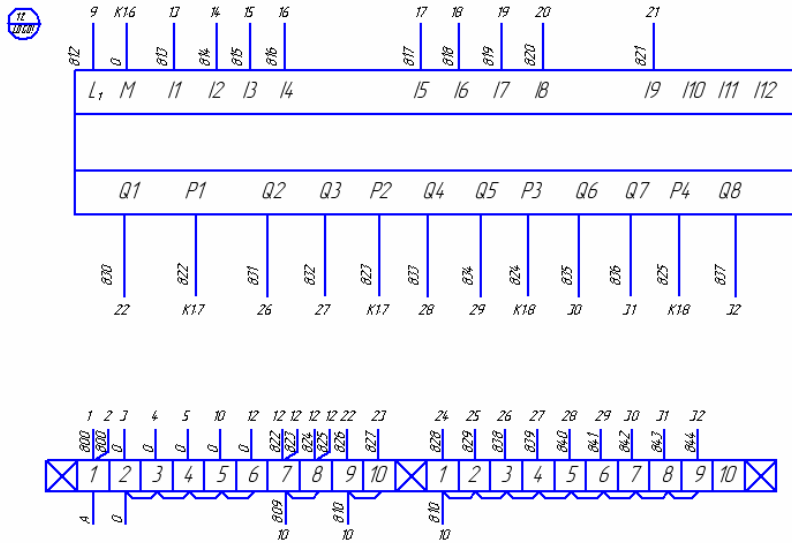 9 K16 13 14 15 16 17 18 19 20 21
812 0 813 814 815 816 817 818 819 820 821
L1 M I1 I2 I3 I4 I5 I6 I7 I8 I9 I10 I11 I12
Q1 P1 Q2 Q3 P2 Q4 Q5 P3 Q6 Q7 P4 Q8
830 822 831 832 823 833 834 824 835 836 825 837
22 K17 26 27 K17 28 29 K18 30 31 K18 32
1 2 3 4 5 10 12 12 12 12 12 22 23 24 25 26 27 28 29 30 31 32
800 800 0 0 0 0 0 822 823 824 825 826 827 828 829 838 839 840 841 842 843 844
1 2 3 4 5 6 7 8 9 10 1 2 3 4 5 6 7 8 9 10
A 0 809 810 810
10 10 10